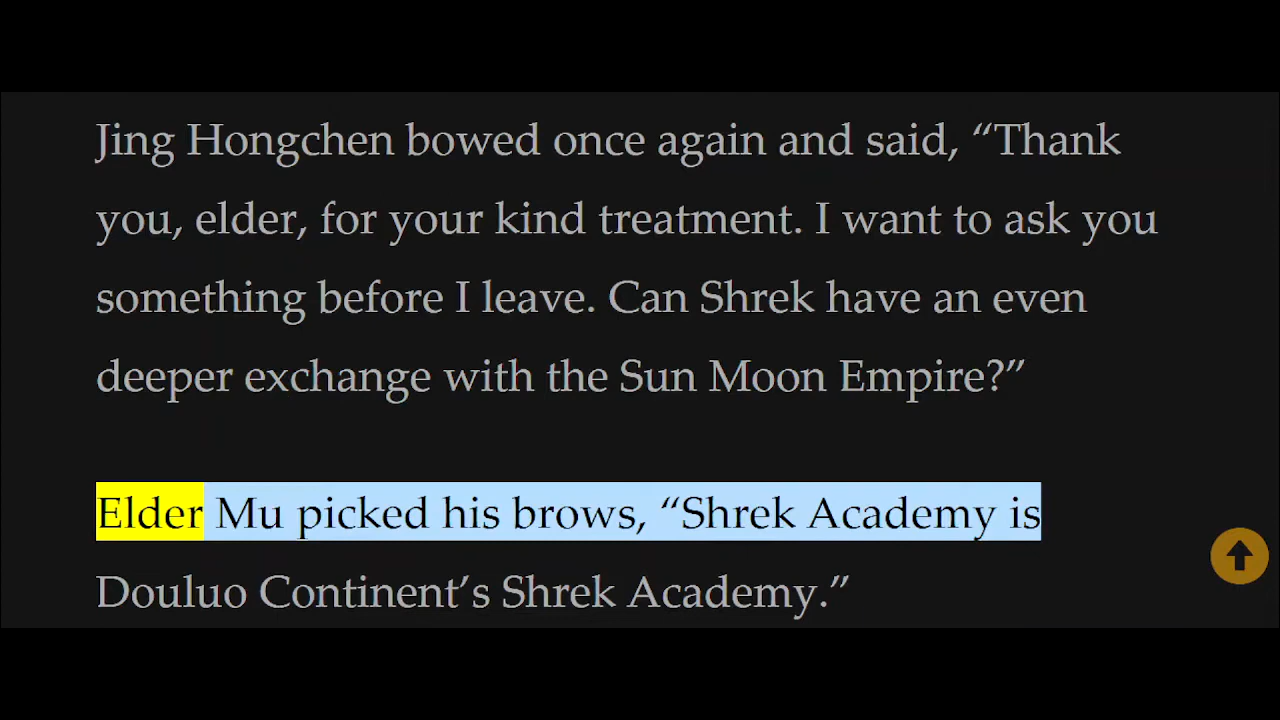 Jing Hongchen bowed once again and said, “Thank
you, elder, for your kind treatment. I want to ask you
something before I leave. Can Shrek have an even
deeper exchange with the Sun Moon Empire?”
Elder Mu picked his brows, “Shrek Academy is
Douluo Continent’s Shrek Academy.”